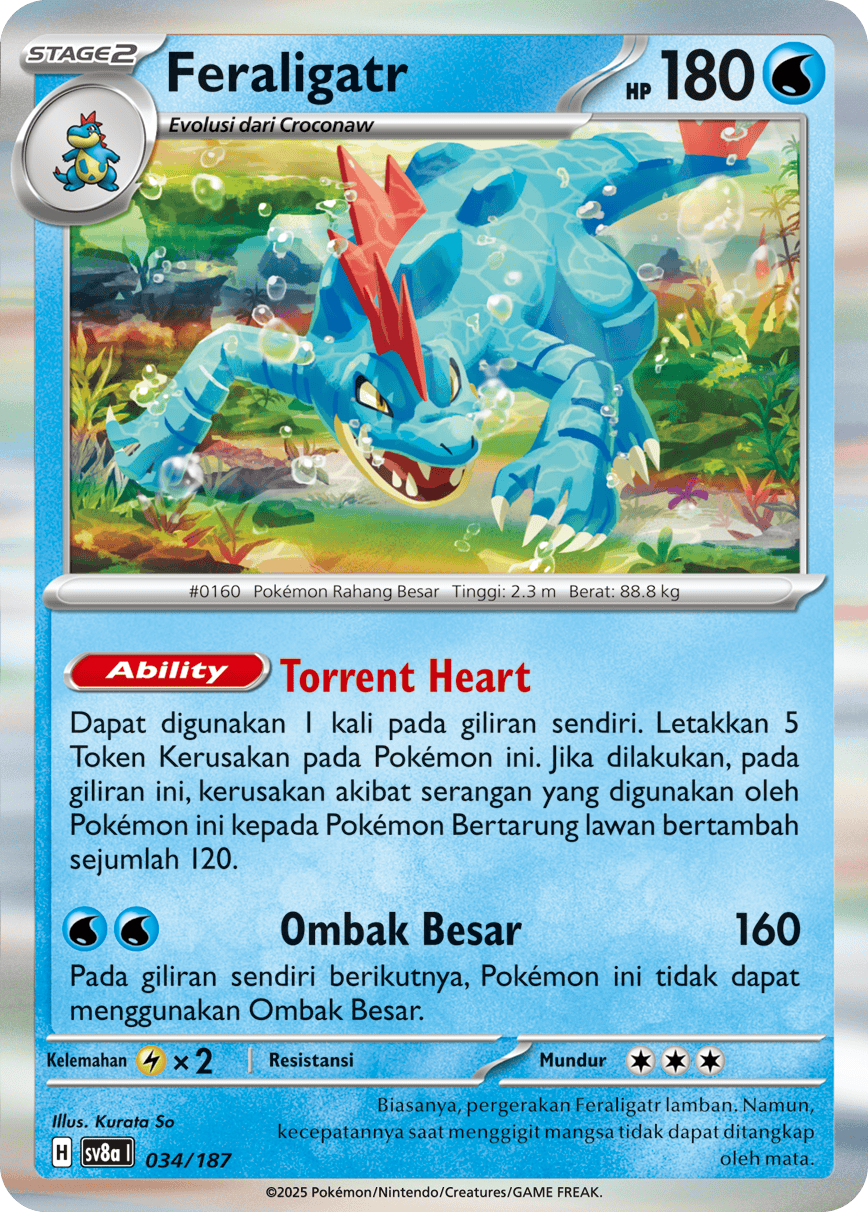 STAGE2
Feraligatr
HP 180
Evolusi dari Croconaw
#0160 Pokémon Rahang Besar Tinggi: 2.3 m Berat: 88.8 kg
Ability Torrent Heart
Dapat digunakan 1 kali pada giliran sendiri. Letakkan 5
Token Kerusakan pada Pokémon ini. Jika dilakukan, pada
giliran ini, kerusakan akibat serangan yang digunakan oleh
Pokémon ini kepada Pokémon Bertarung lawan bertambah
sejumlah 120.
Ombak Besar 160
Pada giliran sendiri berikutnya, Pokémon ini tidak dapat
menggunakan Ombak Besar.
Kelemahan ×2 Resistansi Mundur
Illus. Kurata So
H sv8a I 034/187
Biasanya, pergerakan Feraligatr lamban. Namun,
kecepatannya saat menggigit mangsa tidak dapat ditangkap
oleh mata.
©2025 Pokémon/Nintendo/Creatures/GAME FREAK.